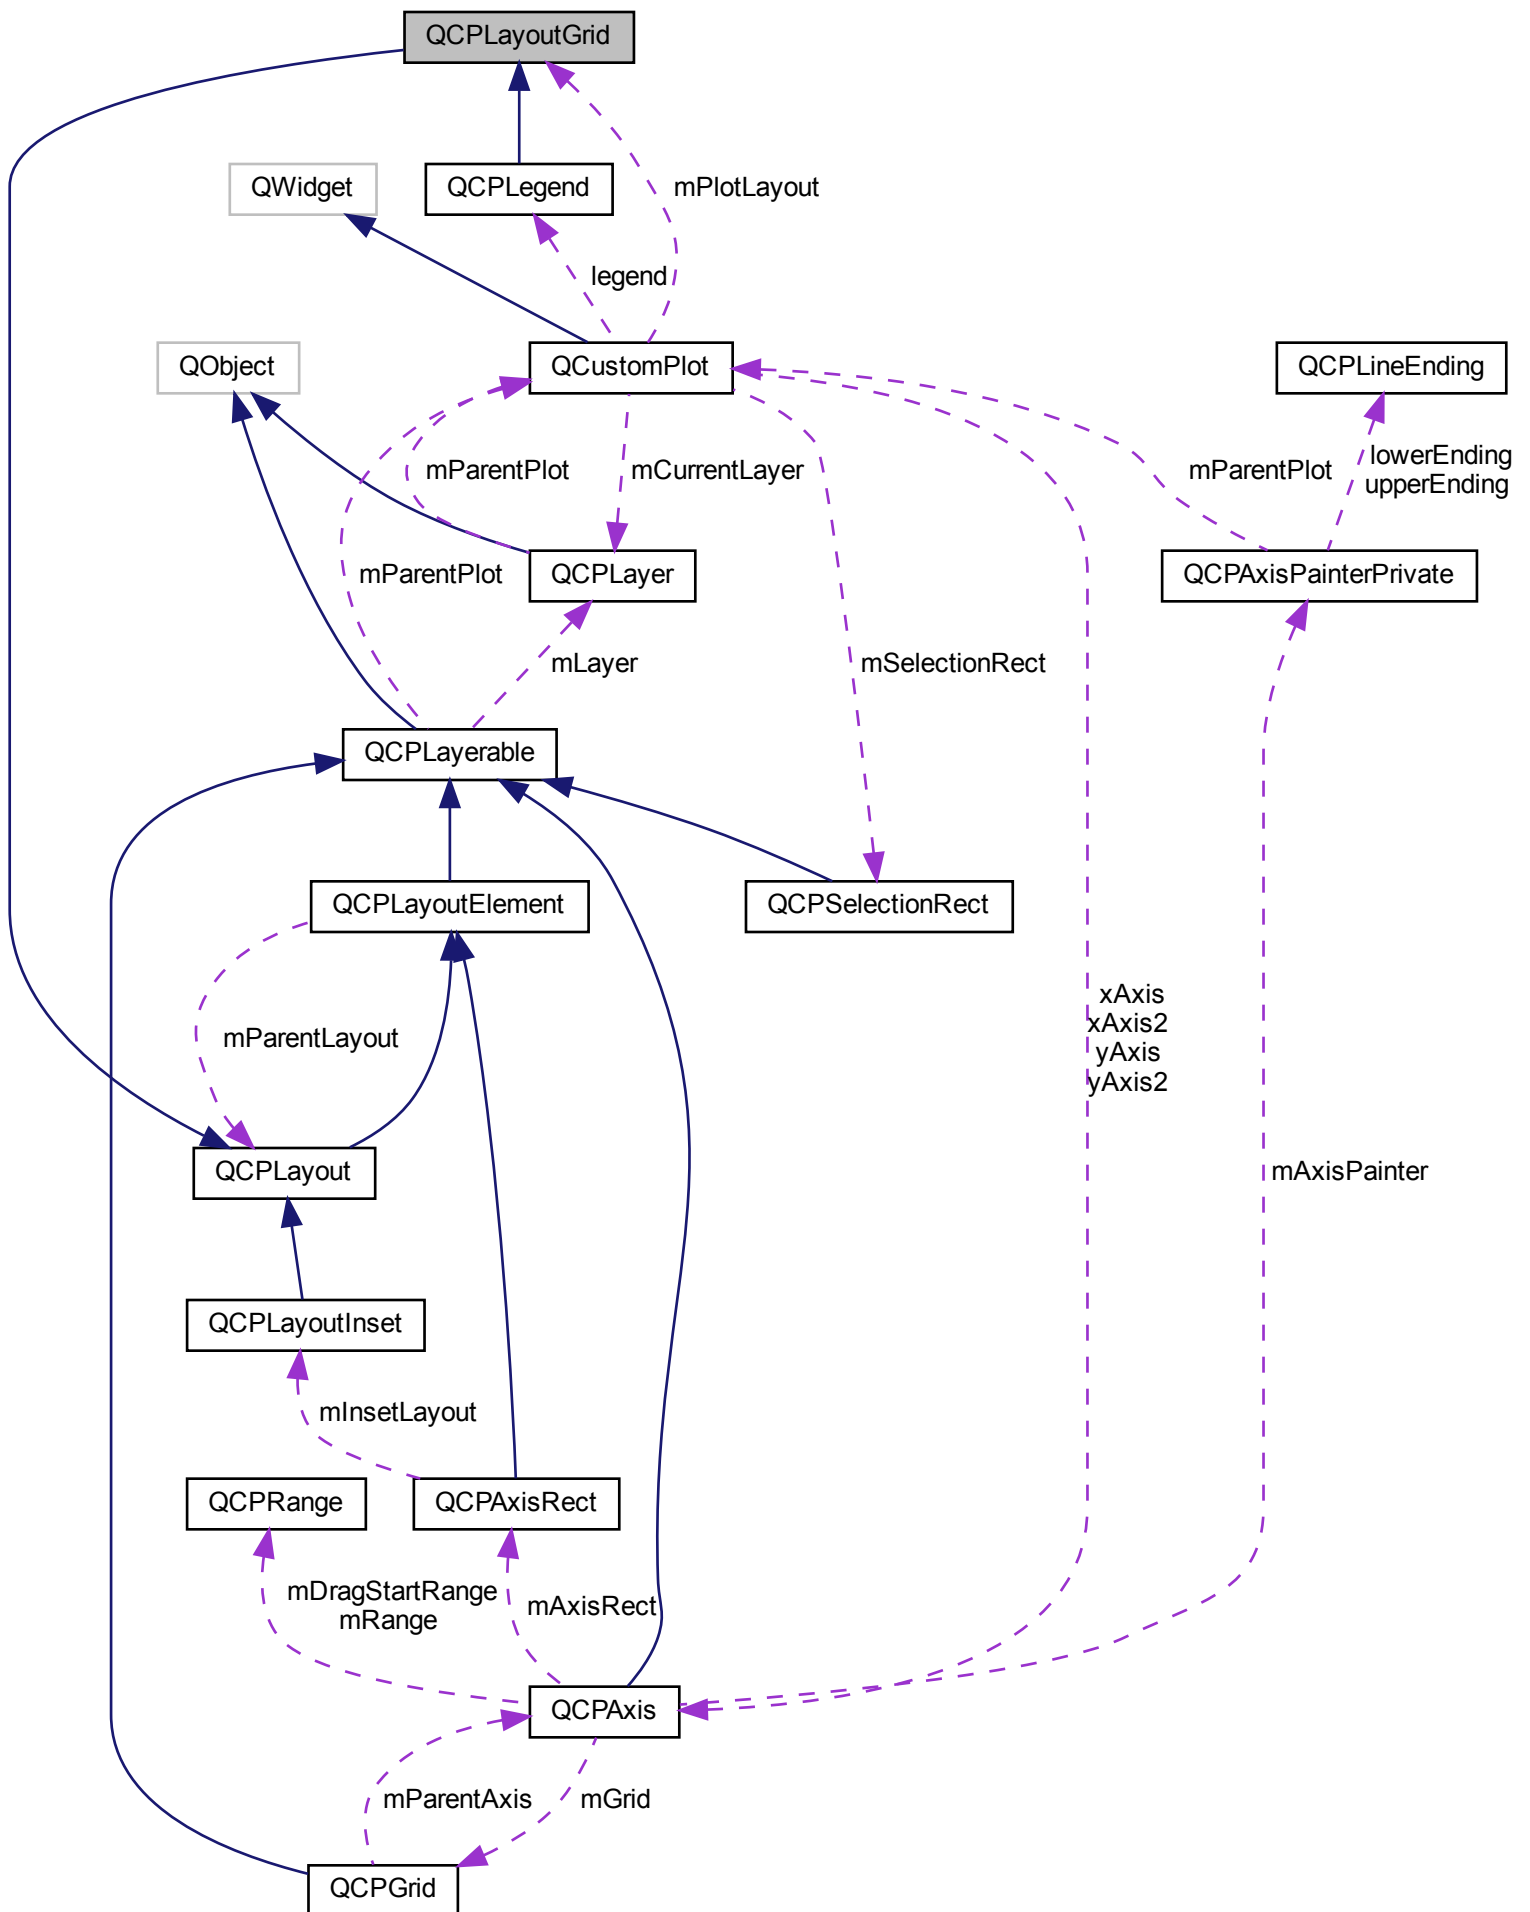 QCPLayoutGrid
QWidget
QCPLegend
mPlotLayout
legend
QObject
QCustomPlot
QCPLineEnding
mParentPlot
mCurrentLayer
mParentPlot
lowerEnding
upperEnding
mParentPlot
QCPLayer
QCPAxisPainterPrivate
mLayer
mSelectionRect
QCPLayerable
QCPLayoutElement
QCPSelectionRect
xAxis
xAxis2
yAxis
yAxis2
mParentLayout
QCPLayout
mAxisPainter
QCPLayoutInset
mInsetLayout
QCPRange
QCPAxisRect
mDragStartRange
mRange
mAxisRect
QCPAxis
mParentAxis
mGrid
QCPGrid